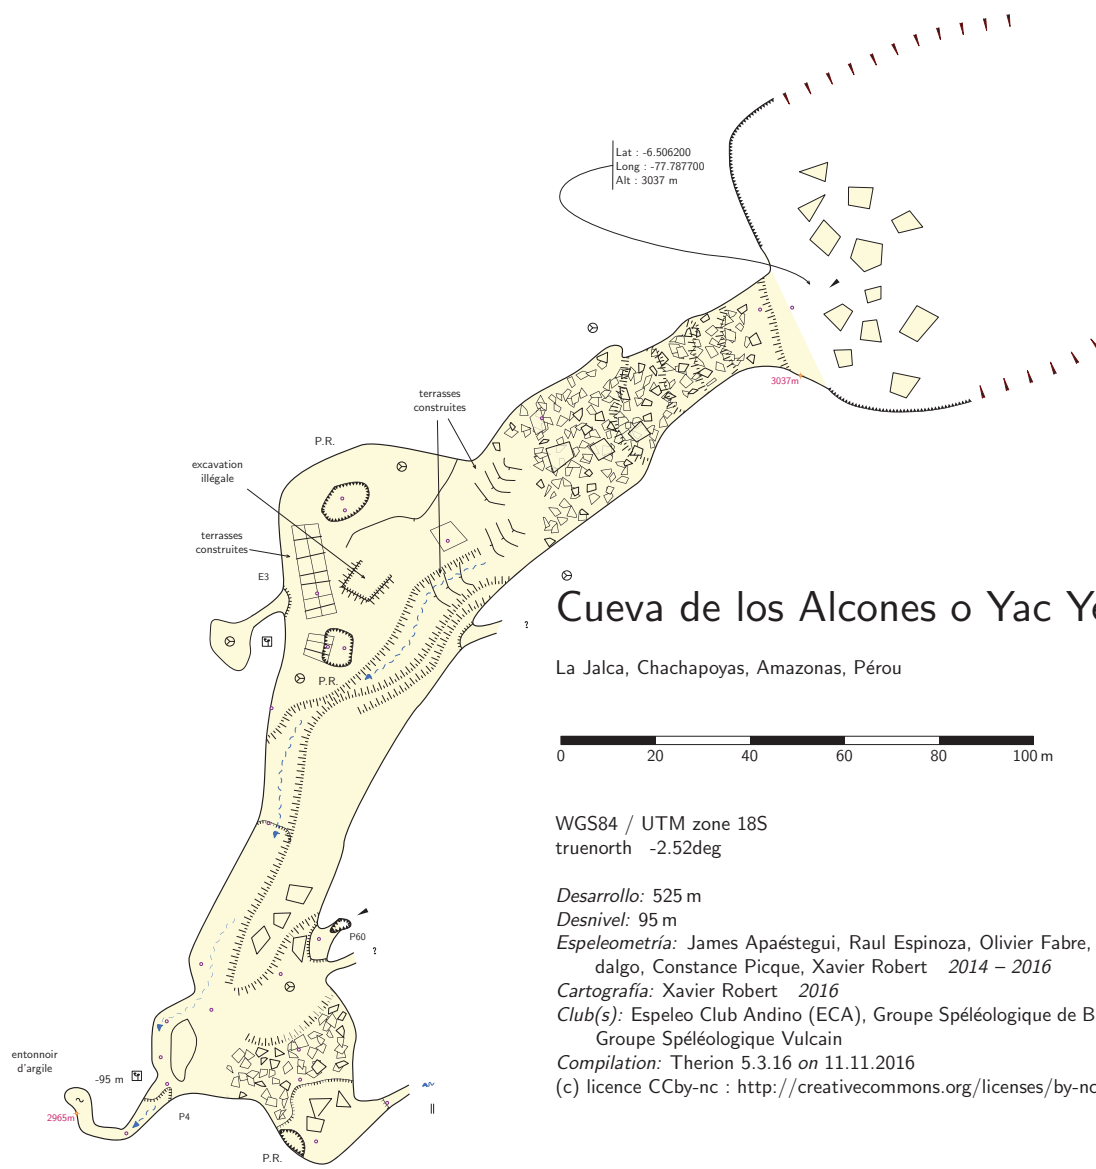 Lat : -6.506200
Long : -77.787700
Alt : 3037 m
3037m
terrasses
construites
P.R.
excavation
illégale
terrasses
construites
E3
?
P.R.
Cueva de los Alcones o Yac Ye
La Jalca, Chachapoyas, Amazonas, Pérou
0 20 40 60 80 100 m
WGS84 / UTM zone 18S
truenorth -2.52deg
Desarrollo: 525 m
Desnivel: 95 m
Espeleometría: James Apaéstegui, Raul Espinoza, Olivier Fabre,
dalgo, Constance Picque, Xavier Robert 2014 – 2016
Cartografía: Xavier Robert 2016
Club(s): Espeleo Club Andino (ECA), Groupe Spéléologique de B
Groupe Spéléologique Vulcain
Compilation: Therion 5.3.16 on 11.11.2016
(c) licence CCby-nc : http://creativecommons.org/licenses/by-nc
P60
?
entonnoir
d'argile
-95 m
2965m
P4
P.R.